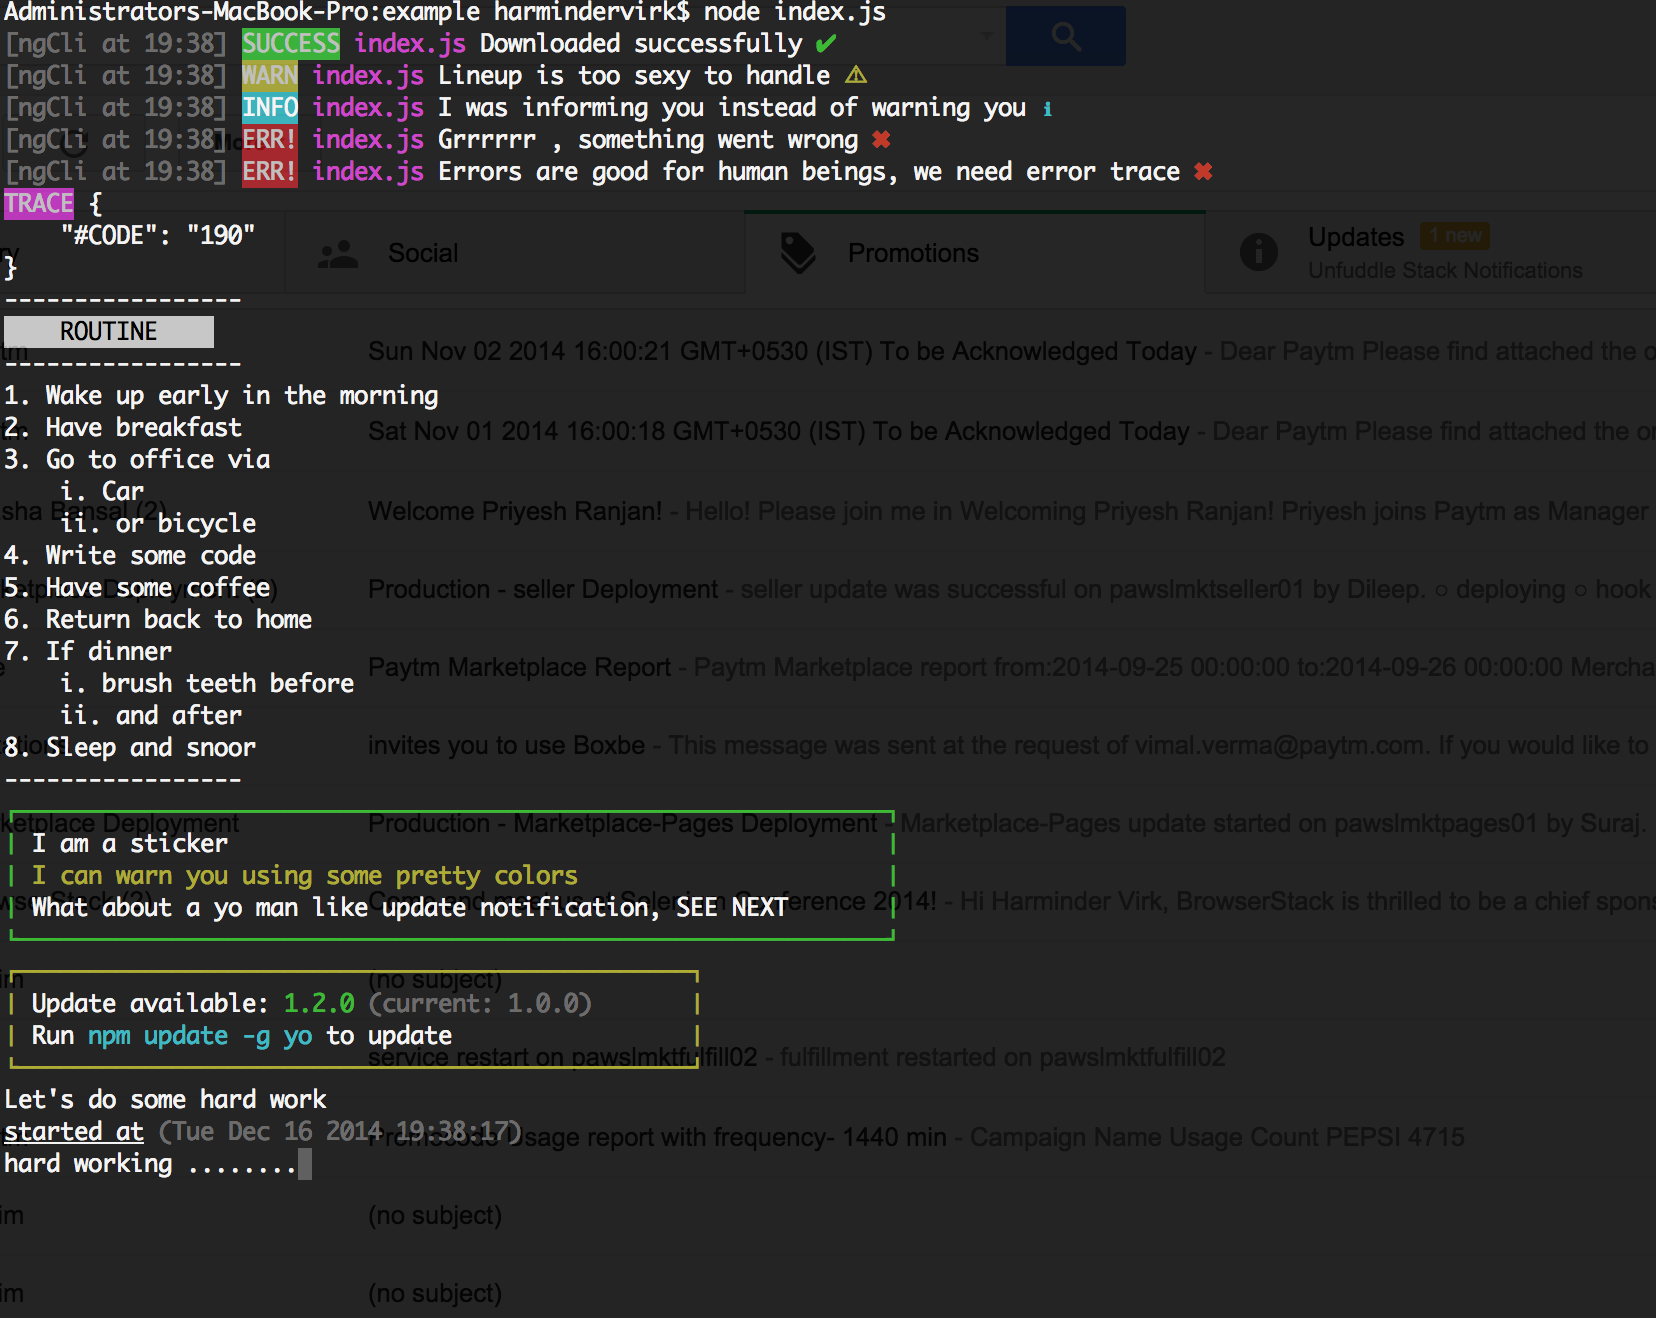 Administrators-MacBook-Pro:example harmindervirk$ node index.js
[ngCli at 19:38] SUCCESS index.js Downloaded successfully ✔
[ngCli at 19:38] WARN index.js Lineup is too sexy to handle ⚠
[ngCli at 19:38] INFO index.js I was informing you instead of warning you ℹ
[ngCli at 19:38] ERR! index.js Grrrrrr , something went wrong ✖
[ngCli at 19:38] ERR! index.js Errors are good for human beings, we need error trace ✖
TRACE {
"#CODE": "190"
}
-----------------
ROUTINE
-----------------
1. Wake up early in the morning
2. Have breakfast
3. Go to office via
i. Car
ii. or bicycle
4. Write some code
5. Have some coffee
6. Return back to home
7. If dinner
i. brush teeth before
ii. and after
8. Sleep and snoor
-----------------
I am a sticker
I can warn you using some pretty colors
What about a yo man like update notification, SEE NEXT
Update available: 1.2.0 (current: 1.0.0)
Run npm update -g yo to update
Let's do some hard work
started at (Tue Dec 16 2014 19:38:17)
hard working ........
Social
Promotions
Updates 1 new
Unfuddle Stack Notifications
Sun Nov 02 2014 16:00:21 GMT+0530 (IST) To be Acknowledged Today - Dear Paytm Please find attached the
Sat Nov 01 2014 16:00:18 GMT+0530 (IST) To be Acknowledged Today - Dear Paytm Please find attached the
Welcome Priyesh Ranjan! - Hello! Please join me in Welcoming Priyesh Ranjan! Priyesh joins Paytm as Manager
Production - seller Deployment - seller update was successful on pawslmktseller01 by Dileep. ○ deploying ○ hook
Paytm Marketplace Report - Paytm Marketplace report from:2014-09-25 00:00:00 to:2014-09-26 00:00:00
invites you to use Boxbe - This message was sent at the request of vimal.verma@paytm.com. If you would like to
Production - Marketplace-Pages Deployment - Marketplace-Pages update started on pawslmktpages01 by Suraj.
2014! - Hi Harminder Virk, BrowserStack is thrilled to be a chief
(no subject)
service restart on pawslmktfulfill02 - fulfillment restarted on pawslmktfulfill02
Usage report with frequency- 1440 min - Campaign Name Usage Count PEPSI 4715
(no subject)
(no subject)